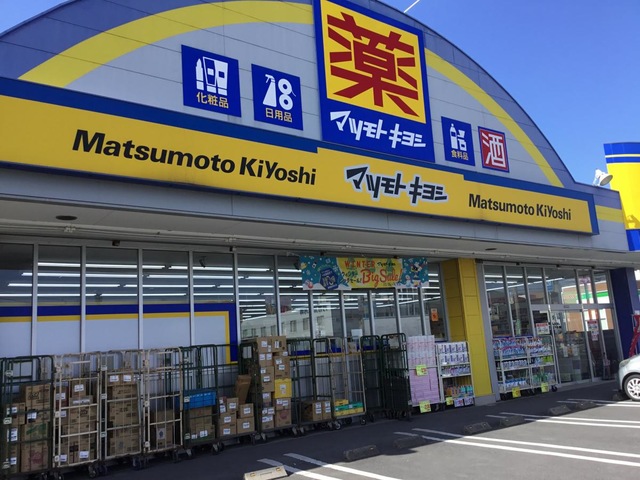 薬
マツモトキヨシ
化粧品
日用品
食料品
酒
Matsumoto KiYoshi
マツモトキヨシ
Matsumoto KiYoshi
WINTER
Big Sale